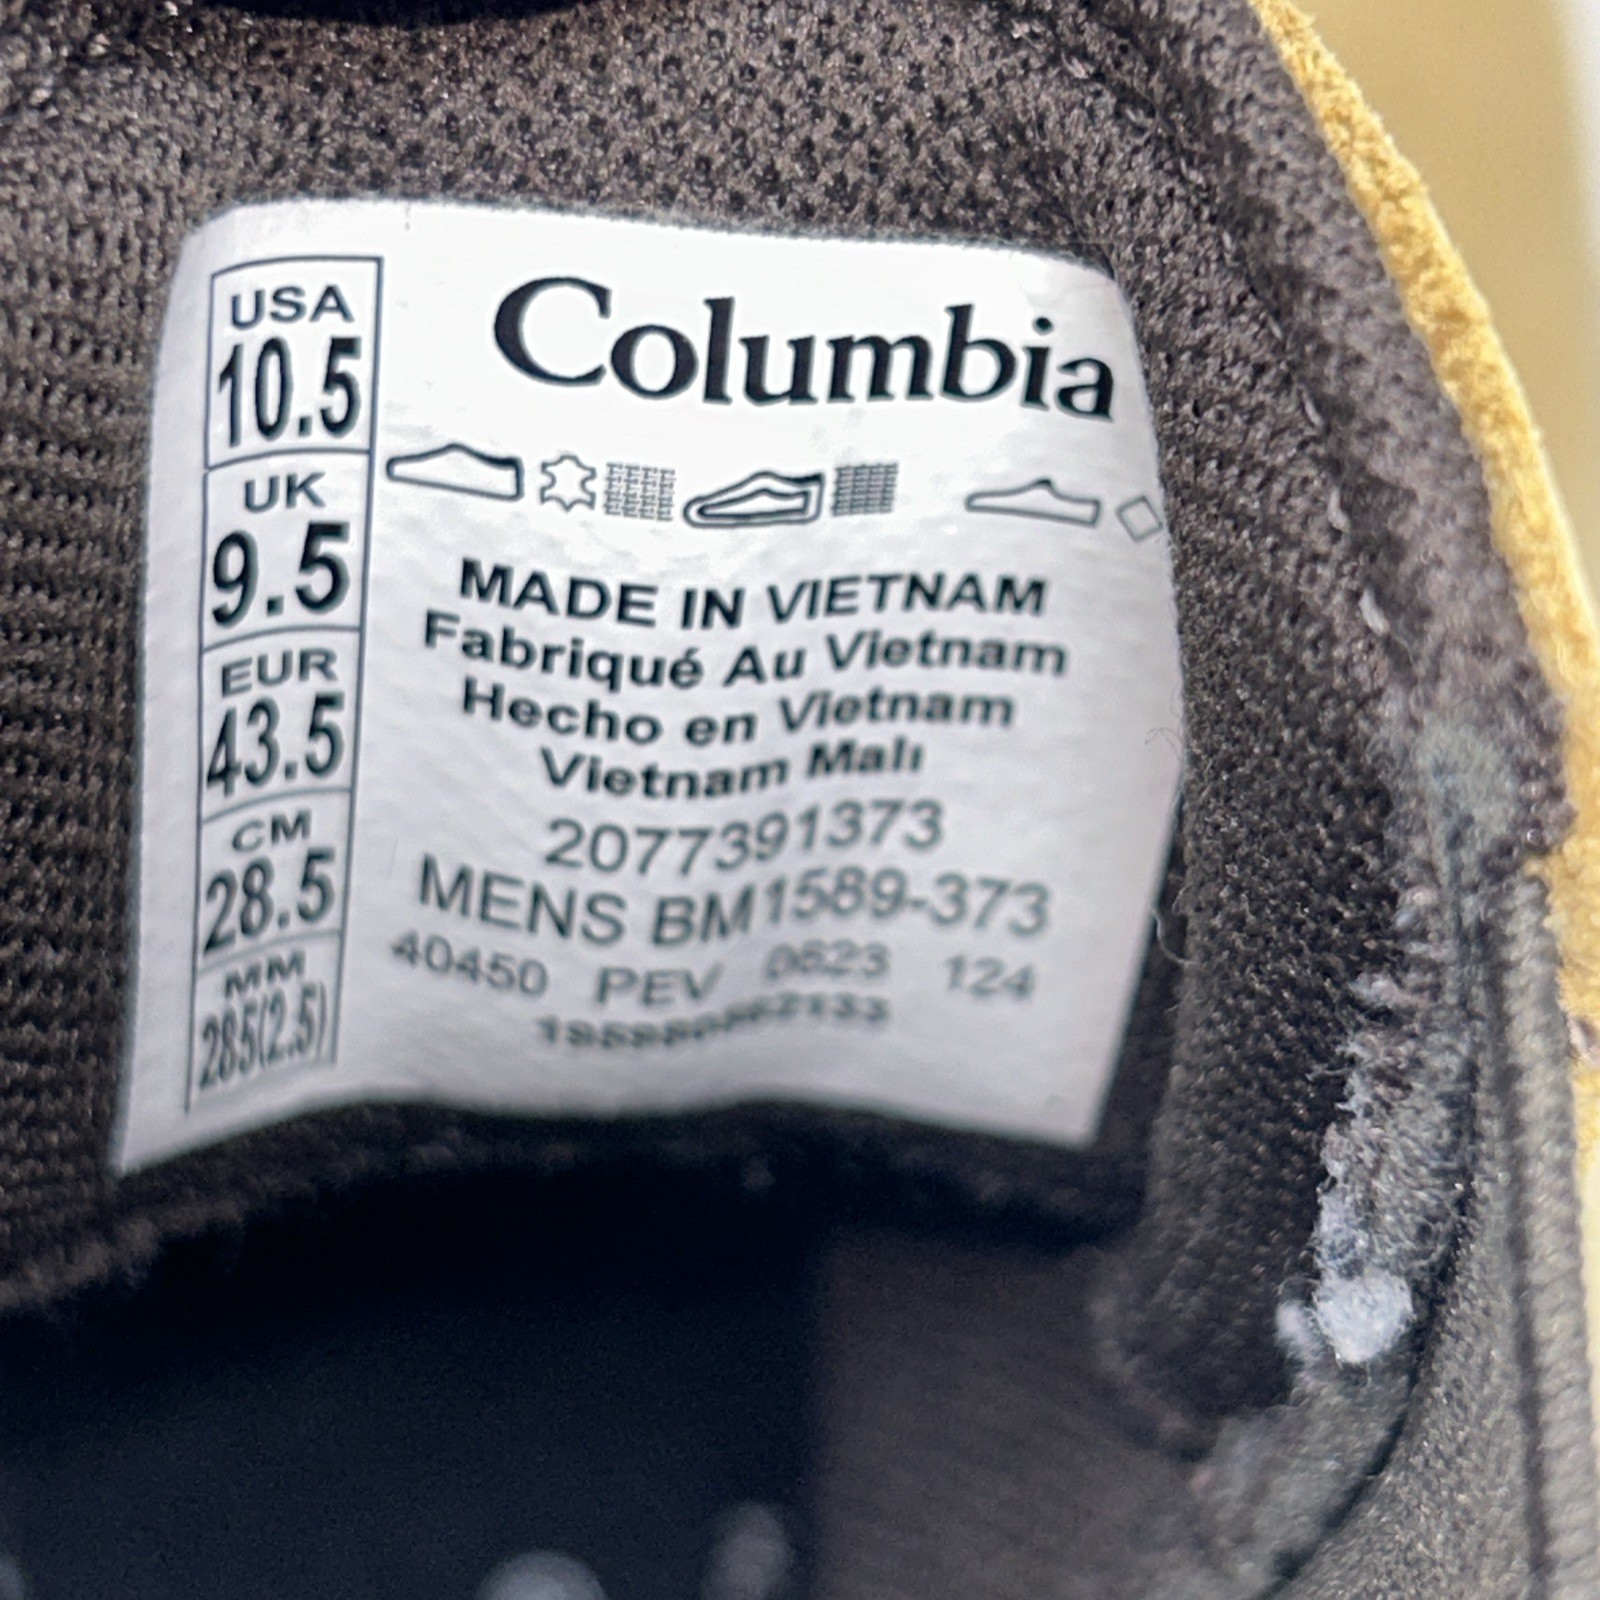 USA
10.5
UK
9.5
EUR
43.5
CM
28.5
MM
285(2.5)
Columbia
MADE IN VIETNAM
Fabriqué Au Vietnam
Hecho en Vietnam
Vietnam Malı
2077391373
MENS BM1589-373
40450 PEV 0623 124